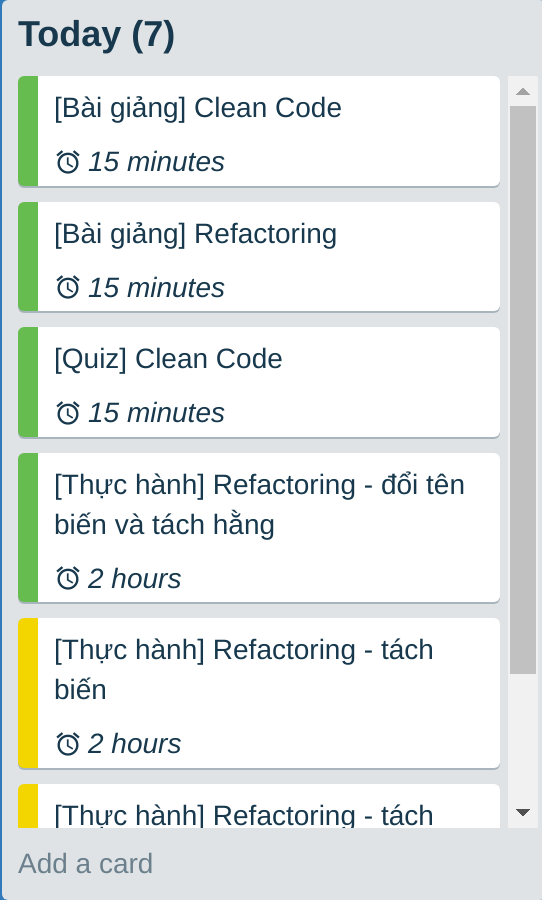 Today (7)
[Bài giảng] Clean Code
15 minutes
[Bài giảng] Refactoring
15 minutes
[Quiz] Clean Code
15 minutes
[Thực hành] Refactoring - đổi tên
biến và tách hằng
2 hours
[Thực hành] Refactoring - tách
biến
2 hours
[Thực hành] Refactoring - tách
Add a card